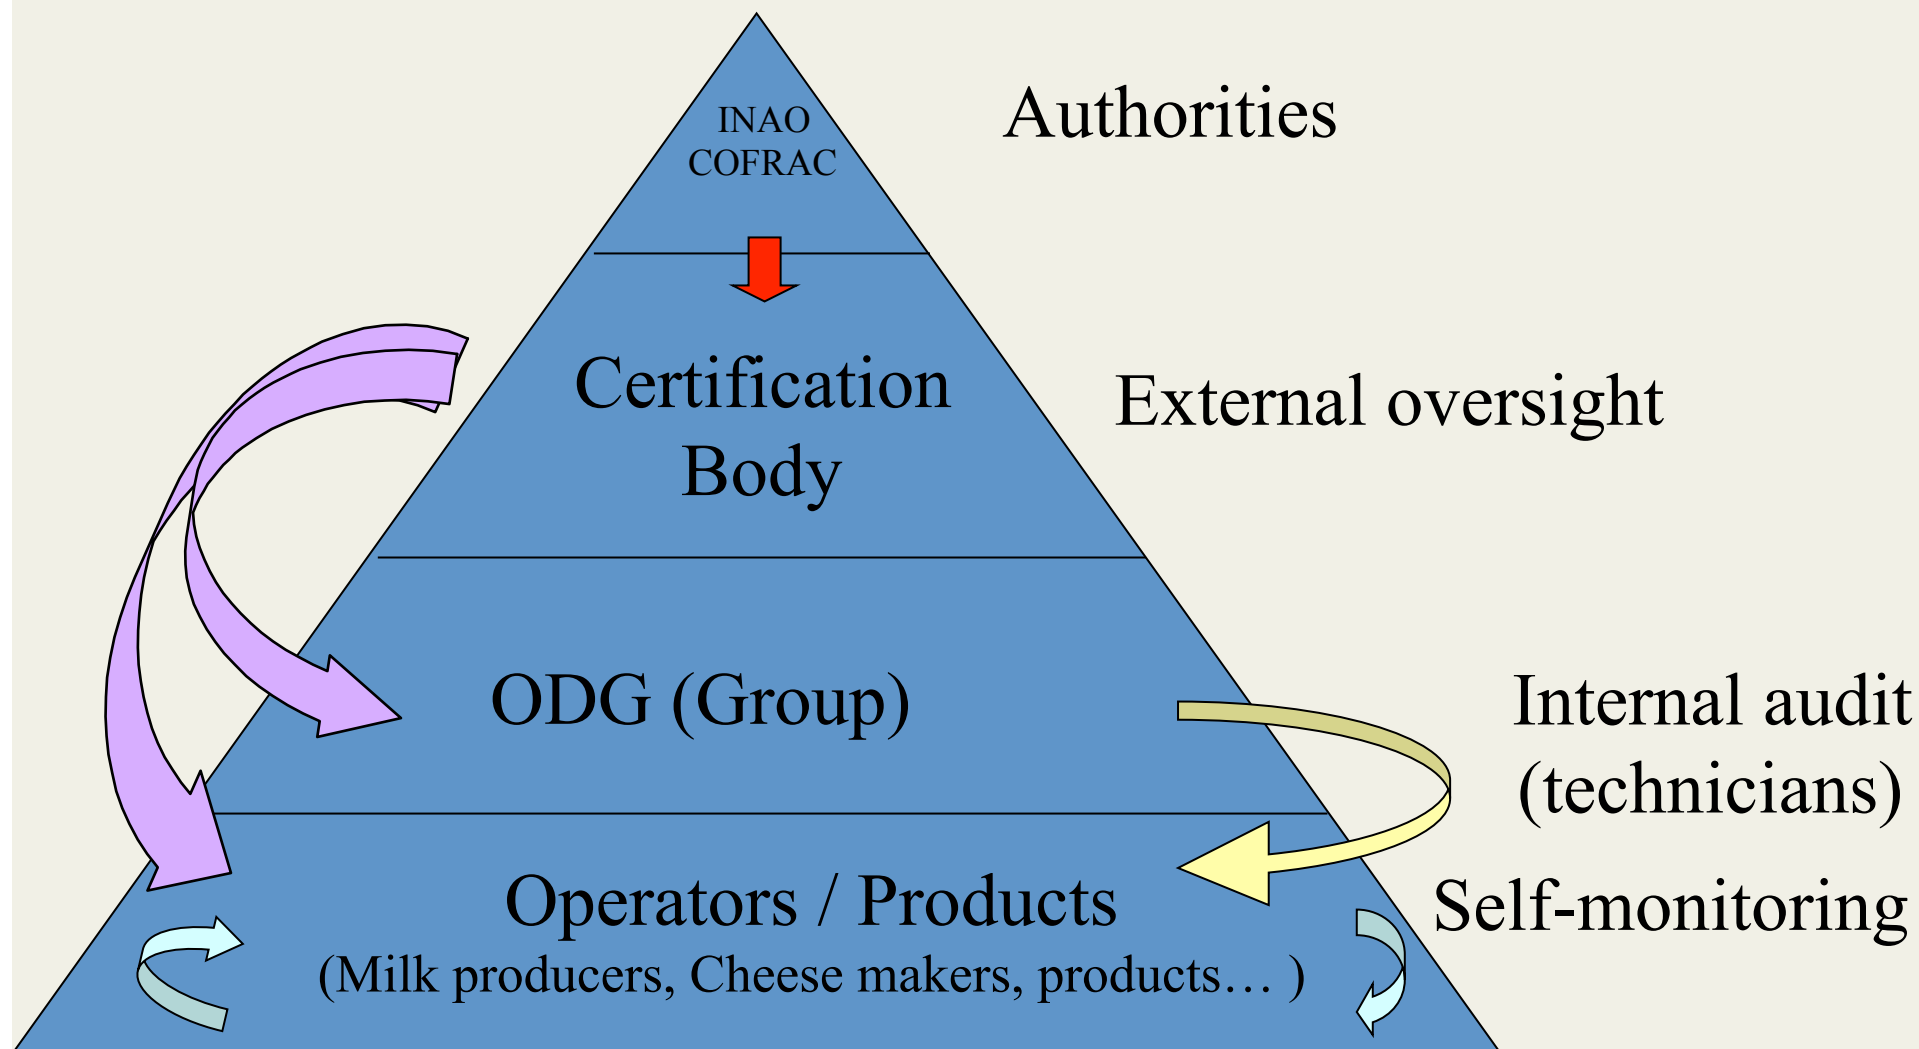 INAO
COFRAC
Authorities
Certification
Body
External oversight
ODG (Group)
Internal audit
(technicians)
Operators / Products
(Milk producers, Cheese makers, products… )
Self-monitoring